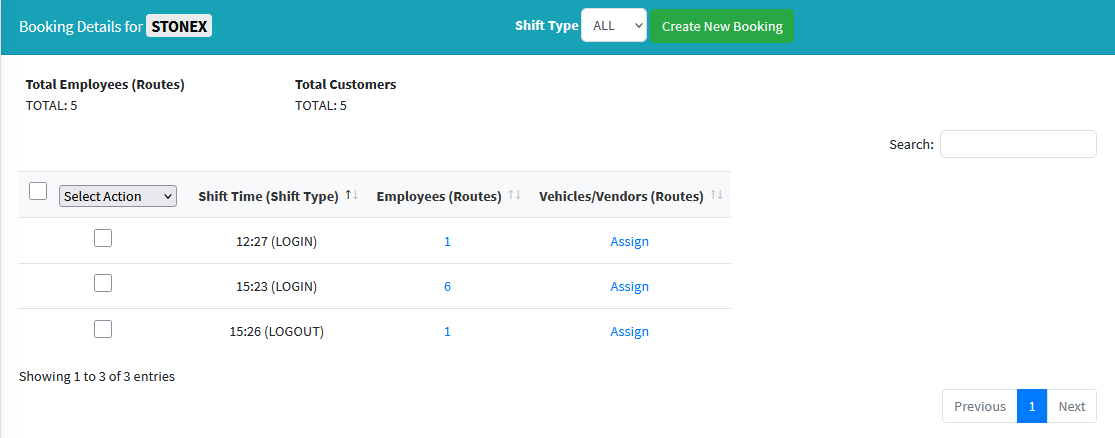 Booking Details for STONEX
Shift Type ALL Create New Booking
Total Employees (Routes) Total Customers
TOTAL: 5 TOTAL: 5
Search:
Select Action Shift Time (Shift Type) Employees (Routes) Vehicles/Vendors (Routes)
12:27 (LOGIN) 1 Assign
15:23 (LOGIN) 6 Assign
15:26 (LOGOUT) 1 Assign
Showing 1 to 3 of 3 entries
Previous 1 Next